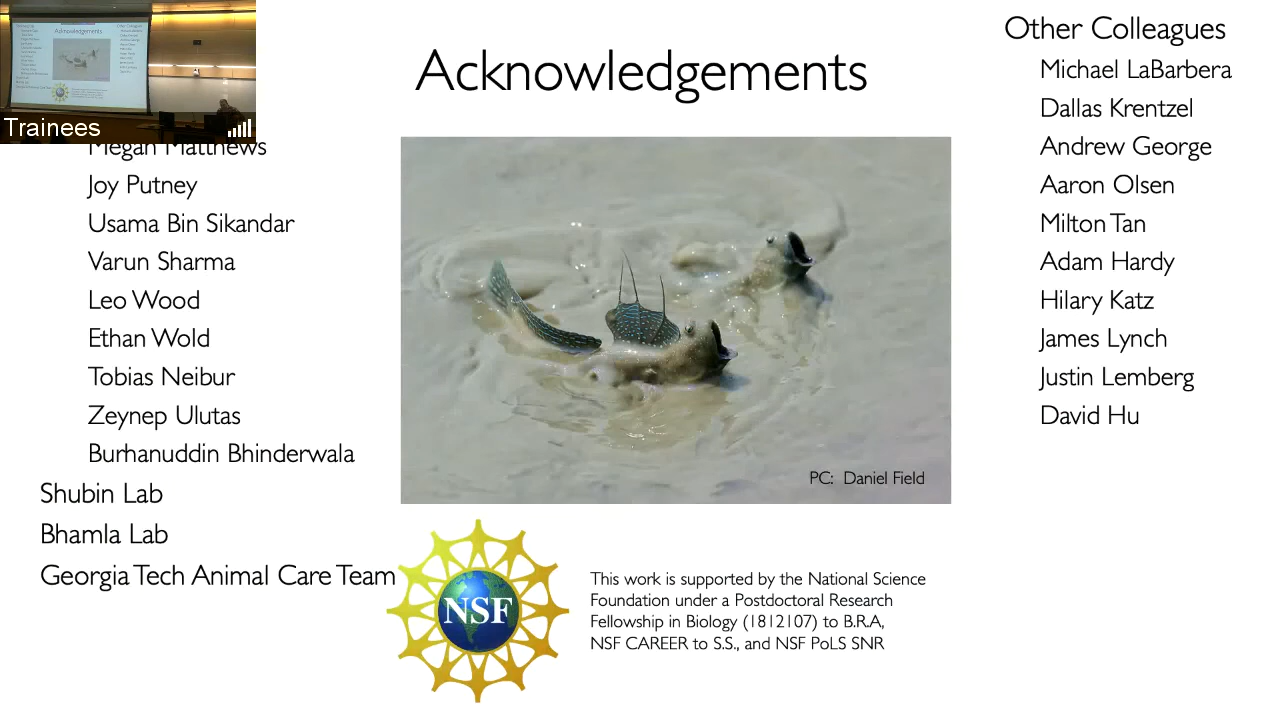 Trainees
Acknowledgements
Megan Matthews
Joy Putney
Usama Bin Sikandar
Varun Sharma
Leo Wood
Ethan Wold
Tobias Neibur
Zeynep Ulutas
Burhanuddin Bhinderwala
Shubin Lab
Bhamla Lab
Georgia Tech Animal Care Team
PC: Daniel Field
NSF
This work is supported by the National Science
Foundation under a Postdoctoral Research
Fellowship in Biology (1812107) to B.R.A,
NSF CAREER to S.S., and NSF PoLS SNR
Other Colleagues
Michael LaBarbera
Dallas Krentzel
Andrew George
Aaron Olsen
Milton Tan
Adam Hardy
Hilary Katz
James Lynch
Justin Lemberg
David Hu